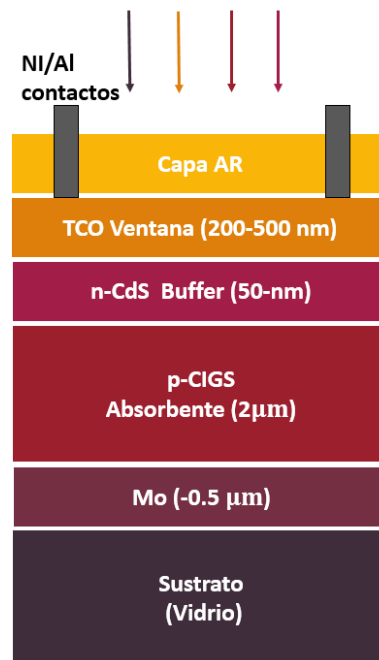 NI/Al
contactos
Capa AR
TCO Ventana (200-500 nm)
n-CdS  Buffer (50-nm)
p-CIGS
Absorbente (2µm)
Mo (-0.5 µm)
Sustrato
(Vidrio)